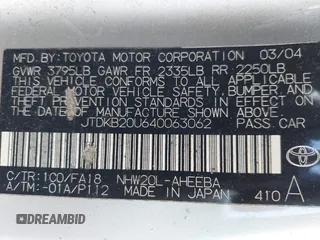 MFD. BY: TOYOTA MOTOR CORPORATION 03/04
GVWR 3795LB GAWR FR 2335LB RR 2250LB
THIS VEHICLE CONFORMS TO ALL APPLICABLE
FEDERAL MOTOR VEHICLE SAFETY, BUMPER, AND
THEFT PREVENTION STANDARDS IN EFFECT ON
THE DATE OF MANUFACTURE SHOWN ABOVE.
JTDKB20U640063062 PASS. CAR
C/TR: 1C0/FA18 NHW20L-AHEEBA
A/TM: -01A/P112 MADE IN JAPAN 410 A
TOYOTA
bidcars
DREAMBID